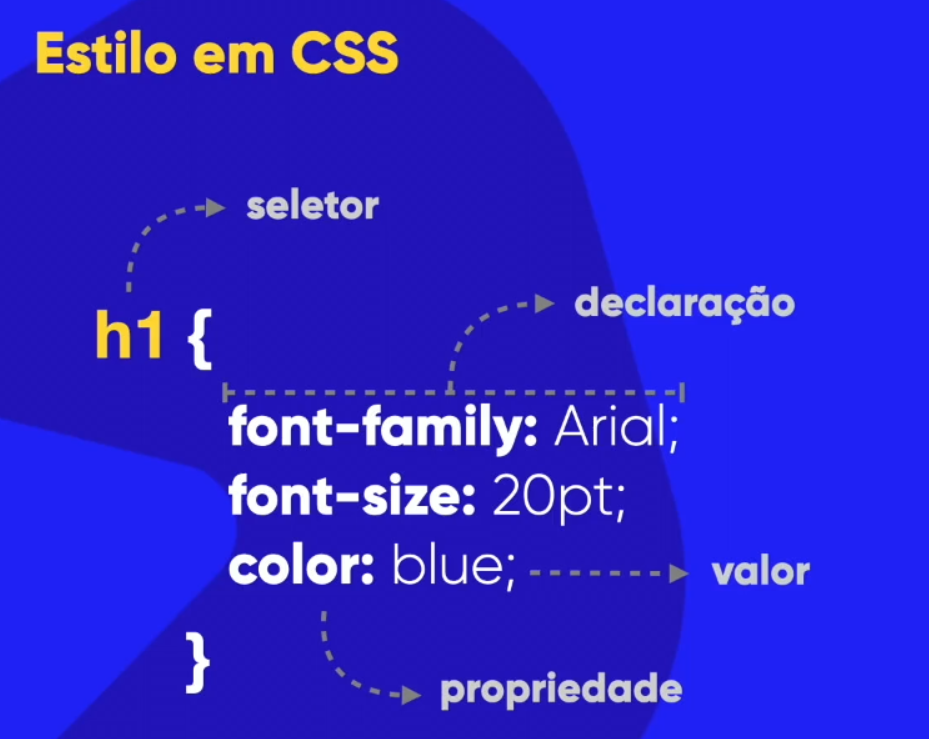 Estilo em CSS
seletor
h1 {
declaração
font-family: Arial;
font-size: 20pt;
color: blue;
valor
}
propriedade